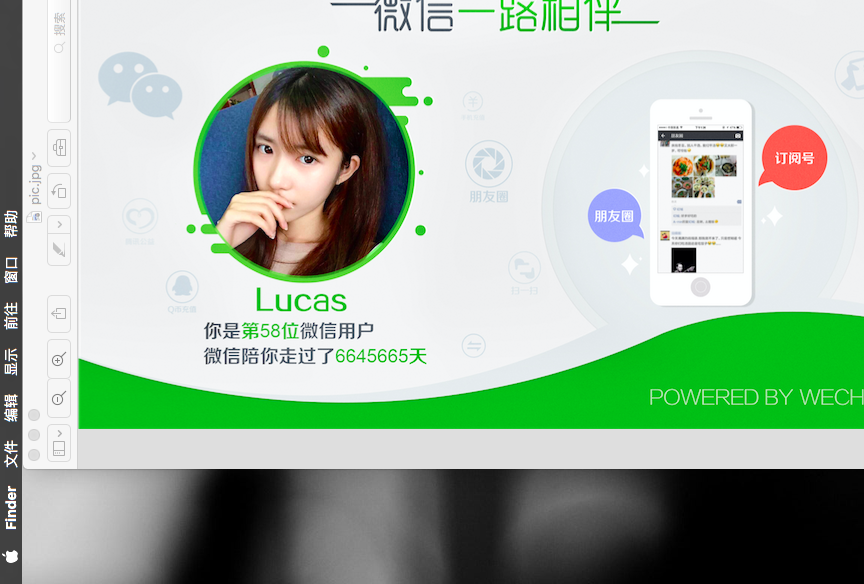 微信一路相伴
朋友圈
订阅号
朋友圈
扫一扫
Lucas
你是第58位微信用户
微信陪你走过了6645665天
POWERED BY WECH
搜索
pic.jpg
Finder
文件
编辑
显示
前往
窗口
帮助